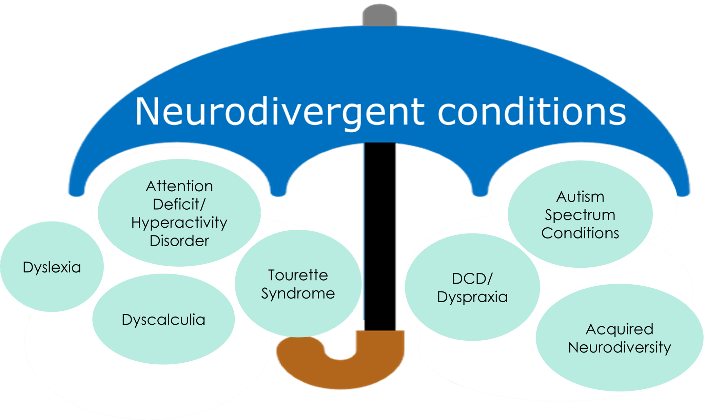 Neurodivergent conditions
Attention
Deficit/
Hyperactivity
Disorder
Autism
Spectrum
Conditions
Dyslexia
Tourette
Syndrome
DCD/
Dyspraxia
Dyscalculia
Acquired
Neurodiversity